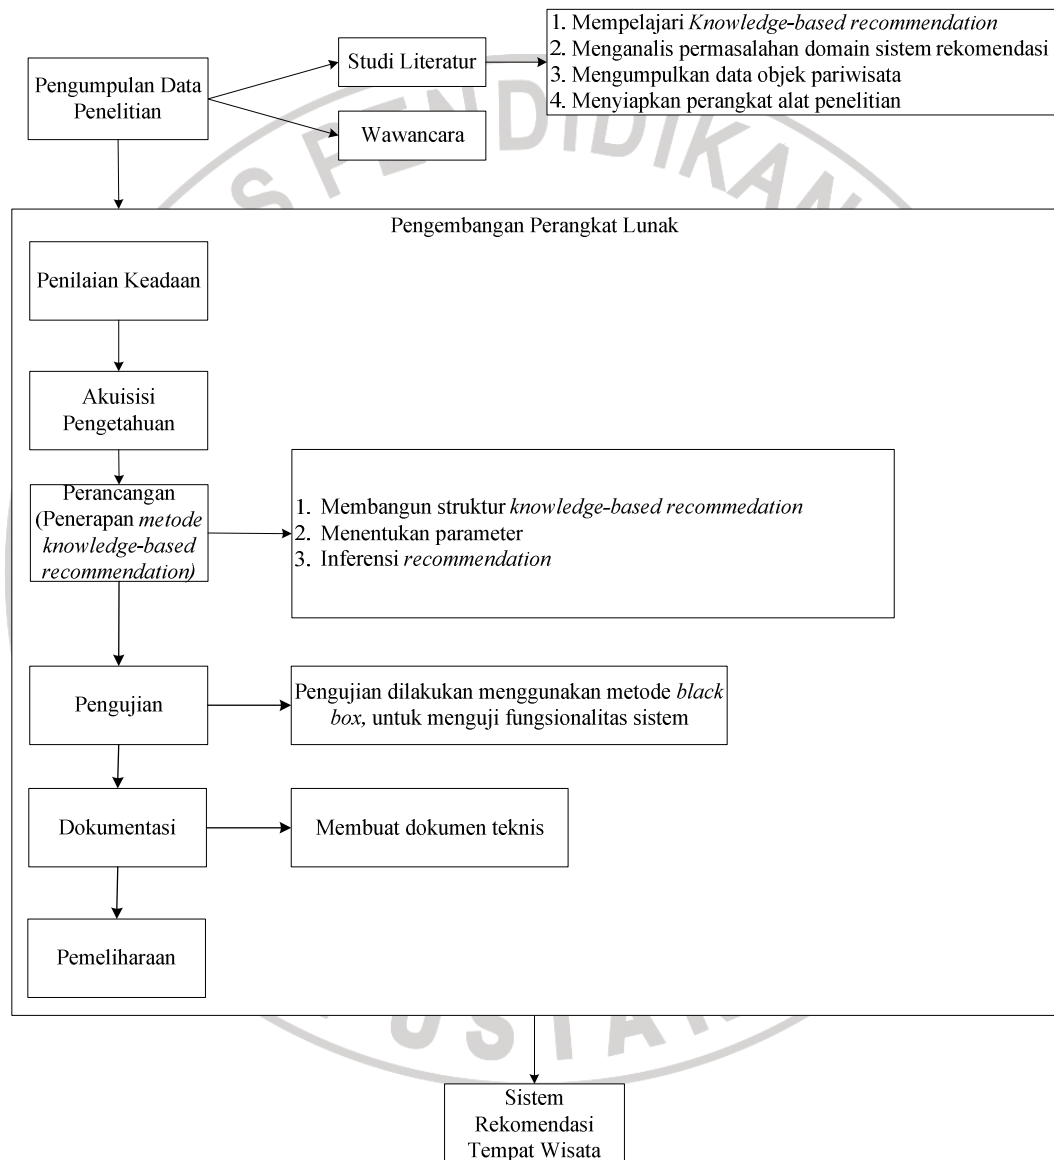 Pengumpulan Data
Penelitian
Studi Literatur
Wawancara
1. Mempelajari Knowledge-based recommendation
2. Menganalis permasalahan domain sistem rekomendasi
3. Mengumpulkan data objek pariwisata
4. Menyiapkan perangkat alat penelitian
Pengembangan Perangkat Lunak
Penilaian Keadaan
Akuisisi
Pengetahuan
Perancangan
(Penerapan metode
knowledge-based
recommendation)
1. Membangun struktur knowledge-based recommedation
2. Menentukan parameter
3. Inferensi recommendation
Pengujian
Pengujian dilakukan menggunakan metode black
box, untuk menguji fungsionalitas sistem
Dokumentasi
Membuat dokumen teknis
Pemeliharaan
Sistem
Rekomendasi
Tempat Wisata
S PENDIDIKAN